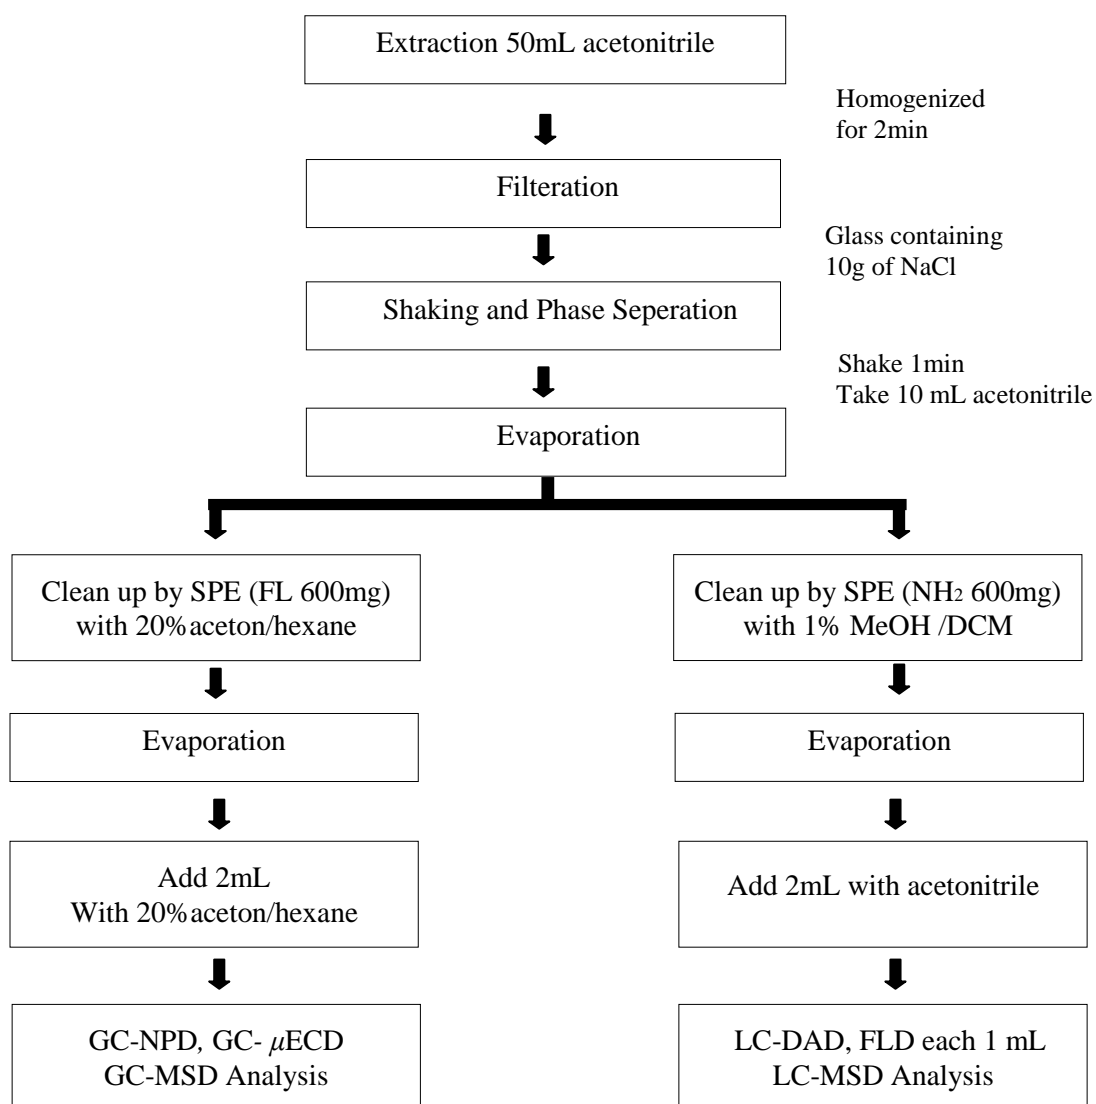 Extraction 50mL acetonitrile
Homogenized
for 2min
Filteration
Glass containing
10g of NaCl
Shaking and Phase Seperation
Shake 1min
Take 10 mL acetonitrile
Evaporation
Clean up by SPE (FL 600mg)
with 20%aceton/hexane
Clean up by SPE (NH2 600mg)
with 1% MeOH /DCM
Evaporation
Evaporation
Add 2mL
With 20%aceton/hexane
Add 2mL with acetonitrile
GC-NPD, GC- μECD
GC-MSD Analysis
LC-DAD, FLD each 1 mL
LC-MSD Analysis